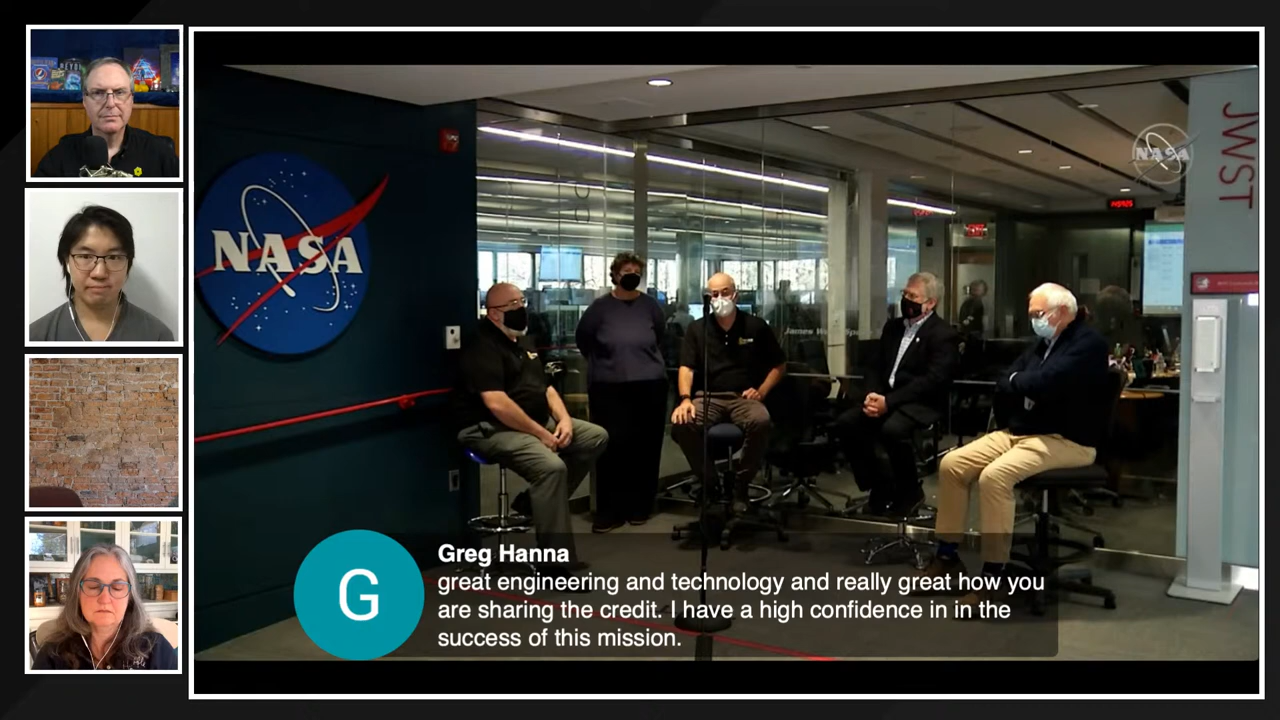 NASA
NASA
JWST
Greg Hanna
great engineering and technology and really great how you
are sharing the credit. I have a high confidence in in the
success of this mission.